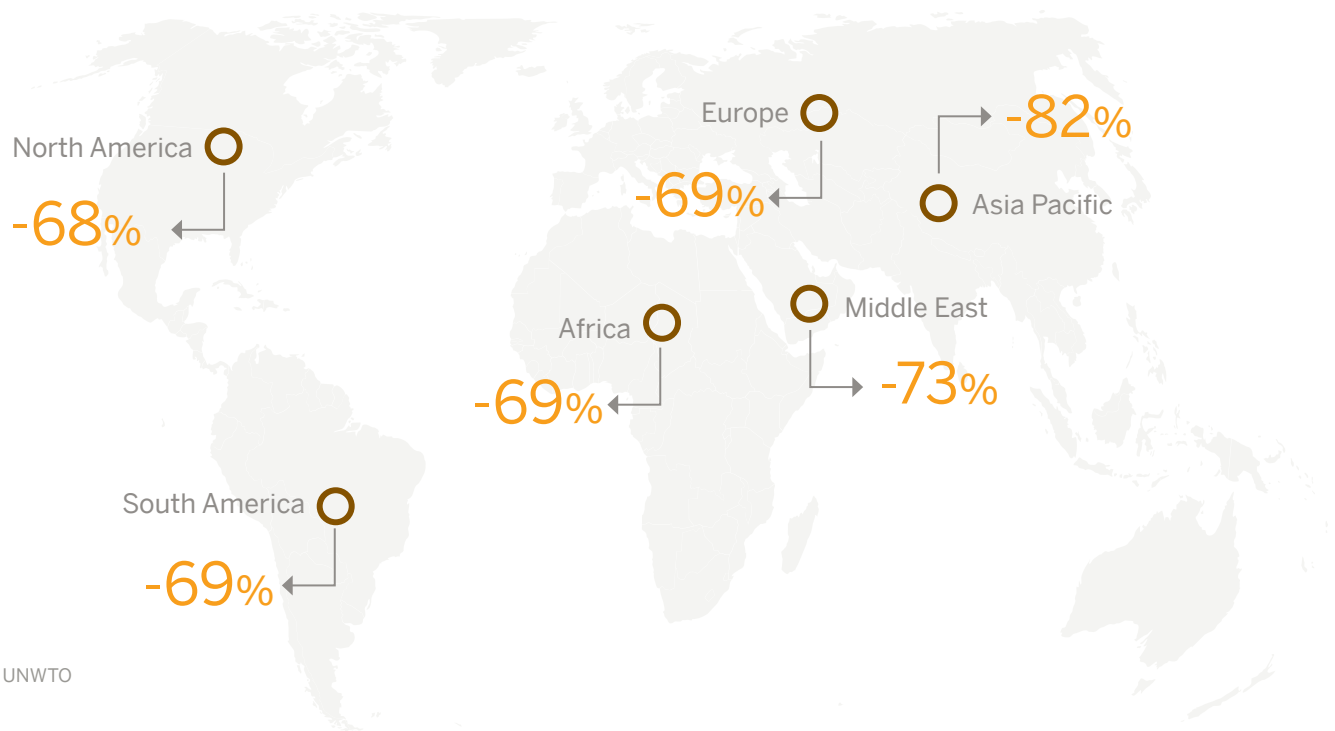 North America
-68%
Europe
-69%
-82%
Asia Pacific
Africa
-69%
Middle East
-73%
South America
-69%
UNWTO